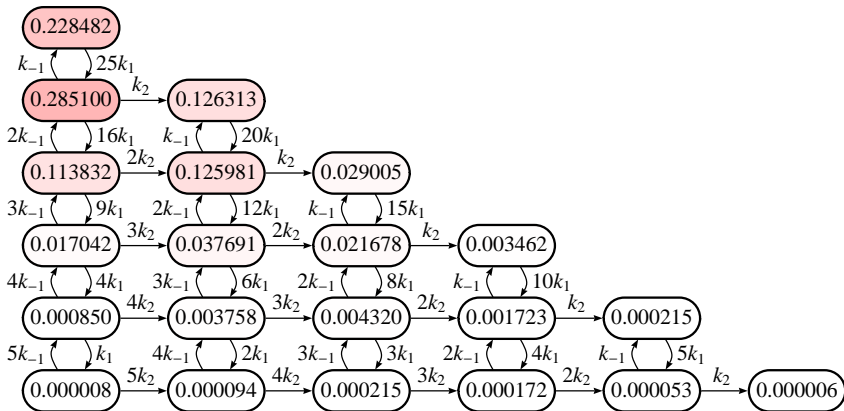 0.228482
k₋₁ 25k₁
0.285100 k₂ 0.126313
2k₋₁ 16k₁ k₋₁ 20k₁
0.113832 2k₂ 0.125981 k₂ 0.029005
3k₋₁ 9k₁ 2k₋₁ 12k₁ k₋₁ 15k₁
0.017042 3k₂ 0.037691 2k₂ 0.021678 k₂ 0.003462
4k₋₁ 4k₁ 3k₋₁ 6k₁ 2k₋₁ 8k₁ k₋₁ 10k₁
0.000850 4k₂ 0.003758 3k₂ 0.004320 2k₂ 0.001723 k₂ 0.000215
5k₋₁ k₁ 4k₋₁ 2k₁ 3k₋₁ 3k₁ 2k₋₁ 4k₁ k₋₁ 5k₁
0.000008 5k₂ 0.000094 4k₂ 0.000215 3k₂ 0.000172 2k₂ 0.000053 k₂ 0.000006